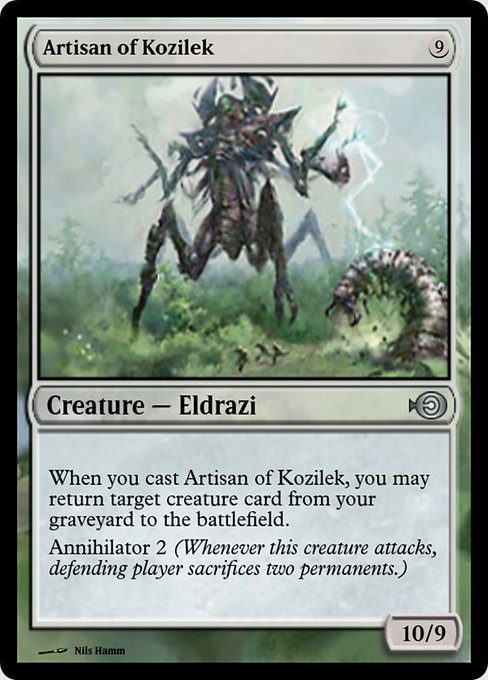 Artisan of Kozilek 9
Creature — Eldrazi
When you cast Artisan of Kozilek, you may
return target creature card from your
graveyard to the battlefield.
Annihilator 2 (Whenever this creature attacks,
defending player sacrifices two permanents.)
10/9
Nils Hamm